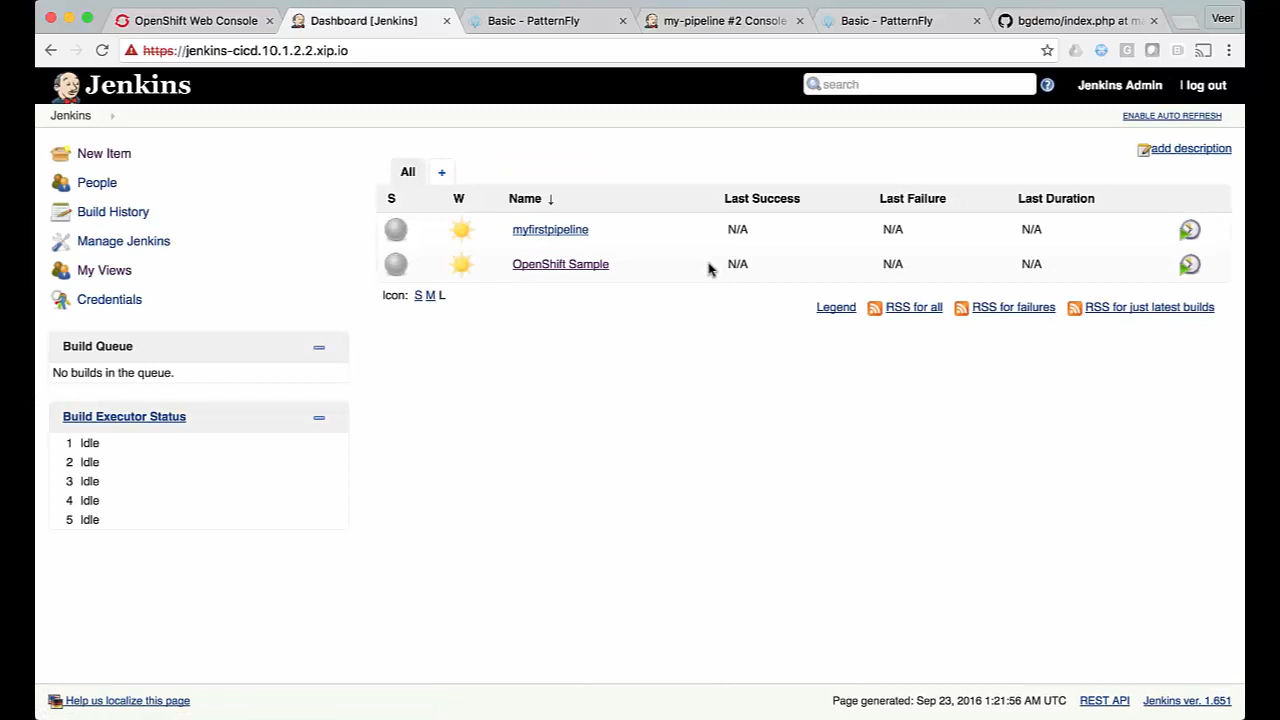 OpenShift Web Console
Dashboard [Jenkins]
Basic - PatternFly
my-pipeline #2 Console
Basic - PatternFly
bgdemo/index.php at
Veer
https://jenkins-cicd.10.1.2.2.xip.io
Jenkins
search
Jenkins Admin
| log out
Jenkins
ENABLE AUTO REFRESH
New Item
People
Build History
Manage Jenkins
My Views
Credentials
Build Queue
No builds in the queue.
Build Executor Status
1 Idle
2 Idle
3 Idle
4 Idle
5 Idle
add description
All +
S W Name ↓ Last Success Last Failure Last Duration
myfirstpipeline N/A N/A N/A
OpenShift Sample N/A N/A N/A
Icon: S M L
Legend RSS for all RSS for failures RSS for just latest builds
Help us localize this page
Page generated: Sep 23, 2016 1:21:56 AM UTC REST API Jenkins ver. 1.651